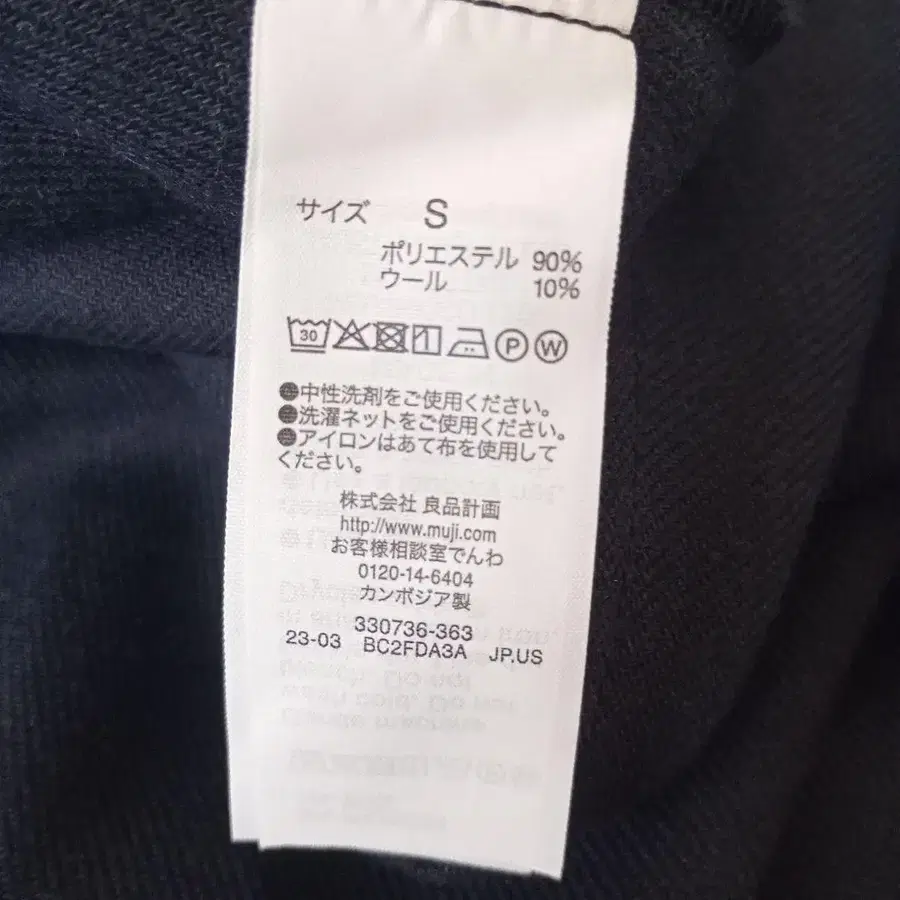 サイズ S
ポリエステル 90%
ウール 10%
30 P W
●中性洗剤をご使用ください。
●洗濯ネットをご使用ください。
●アイロンはあて布を使用して
ください。
株式会社 良品計画
http://www.muji.com
お客様相談室でんわ
0120-14-6404
カンボジア製
330736-363
23-03 BC2FDA3A JP.US